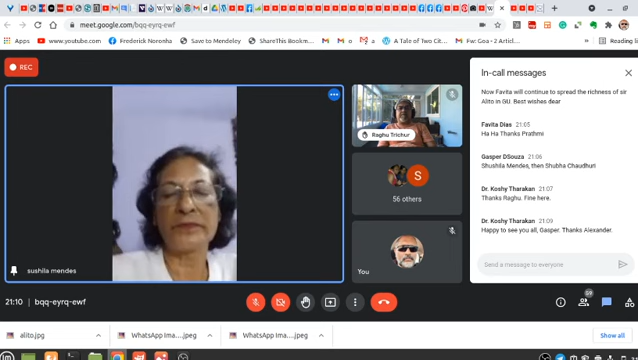 meet.google.com/bqq-eyrq-ewf
Apps
www.youtube.com
Frederick Noronha
Save to Mendeley
ShareThis Bookm...
A Tale of Two Cit...
Fw: Goa - 2 Articl...
Reading li
REC
In-call messages
Now Favita will continue to spread the richness of sir
Alito in GU. Best wishes dear
Favita Dias 21:05
Ha Ha Thanks Prathmi
Gasper DSouza 21:06
Shushila Mendes, then Shubha Chaudhuri
Dr. Koshy Tharakan 21:07
Thanks Raghu. Fine here.
Dr. Koshy Tharakan 21:09
Happy to see you all, Gasper. Thanks Alexander.
Send a message to everyone
Raghu Trichur
S
56 others
You
sushila mendes
21:10
bqq-eyrq-ewf
59
alito.jpg
WhatsApp Ima....jpeg
WhatsApp Ima....jpeg
Show all